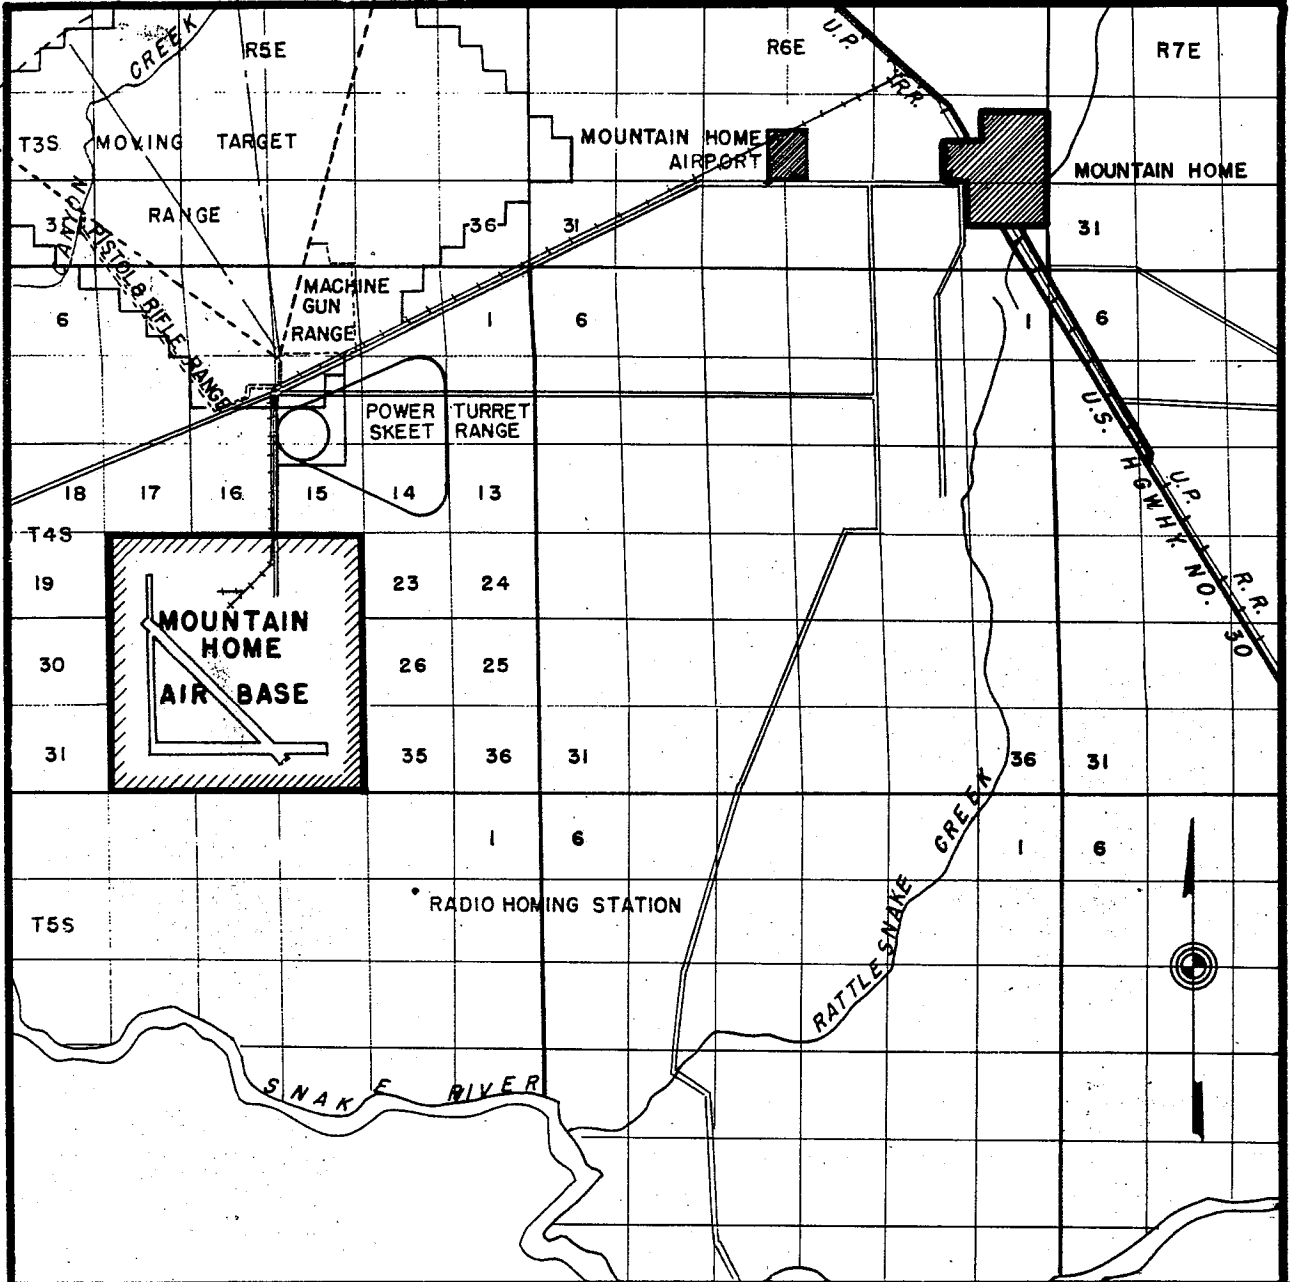 CREEK
R5E
R6E
U.P.
R.R.
R7E
T3S
MOVING TARGET
RANGE
MOUNTAIN HOME
AIRPORT
MOUNTAIN HOME
CANYON
PISTOL & RIFLE RANGE
36
31
31
MACHINE
GUN
RANGE
6
1
6
1
6
POWER
SKEET
TURRET
RANGE
U.S. HGWHY. NO. 30
U.P.
R.R.
18
17
16
15
14
13
T4S
19
23
24
MOUNTAIN
HOME
AIR BASE
30
26
25
31
35
36
31
36
31
1
6
1
6
RATTLESNAKE CREEK
RADIO HOMING STATION
T5S
SNAKE RIVER